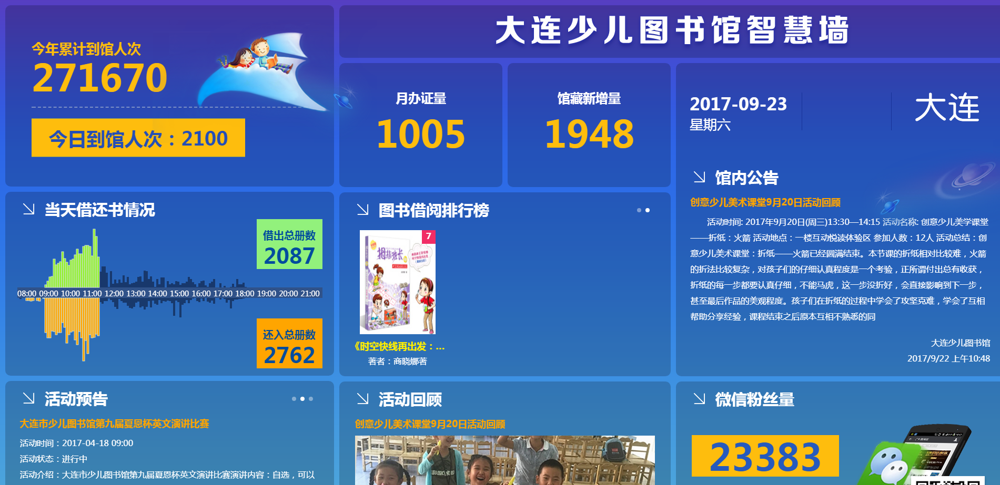 大连少儿图书馆智慧墙
今年累计到馆人次
271670
今日到馆人次：2100
月办证量
1005
馆藏新增量
1948
2017-09-23
星期六
大连
馆内公告
创意少儿美术课堂9月20日活动回顾
活动时间: 2017年9月20日(周三)13:30—14:15 活动名称: 创意少儿美学课堂
——折纸：火箭 活动地点：一楼互动悦读体验区 参加人数：12人 活动总结：创
意少儿美术课堂：折纸——火箭已经圆满结束。本节课的折纸相对比较难，火箭
的折法比较复杂，对孩子们的仔细认真程度是一个考验，正所谓付出总有收获，
折纸的每一步都要认真仔细，不能马虎，这一步没折好，会直接影响到下一步，
甚至最后作品的美观程度。孩子们在折纸的过程中学会了攻坚克难，学会了互相
帮助分享经验，课程结束之后原本互相不熟悉的同
大连少儿图书馆
2017/9/22 上午10:48
当天借还书情况
借出总册数
2087
08:00 09:00 10:00 11:00 12:00 13:00 14:00 15:00 16:00 17:00 18:00 19:00 20:00 21:00
还入总册数
2762
图书借阅排行榜
7
拇指班长
《时空快线再出发：...
著者：商晓娜著
活动预告
大连市少儿图书馆第九届夏恩杯英文演讲比赛
活动时间：2017-04-18 09:00
活动状态：进行中
活动介绍：大连市少儿图书馆第九届夏恩杯英文演讲比赛演讲内容：自选，可以
活动回顾
创意少儿美术课堂9月20日活动回顾
微信粉丝量
23383